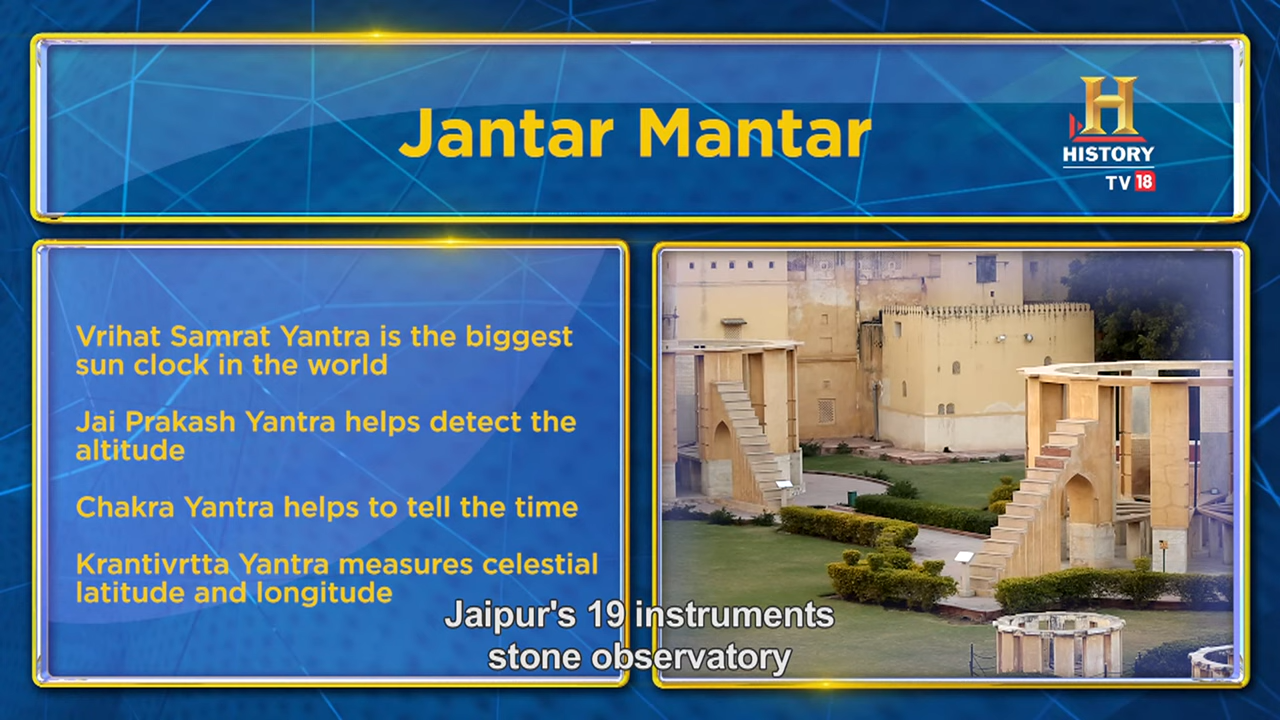 Jantar Mantar
H
HISTORY
TV 18
Vrihat Samrat Yantra is the biggest
sun clock in the world
Jai Prakash Yantra helps detect the
altitude
Chakra Yantra helps to tell the time
Krantivrtta Yantra measures celestial
latitude and longitude
Jaipur's 19 instruments
stone observatory